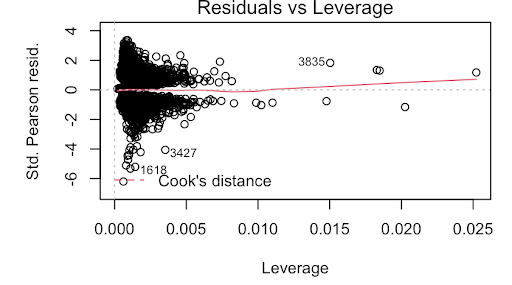 Residuals vs Leverage
Std. Pearson resid.
4
2
0
-2
-4
-6
3835
3427
1618
Cook's distance
0.000 0.005 0.010 0.015 0.020 0.025
Leverage